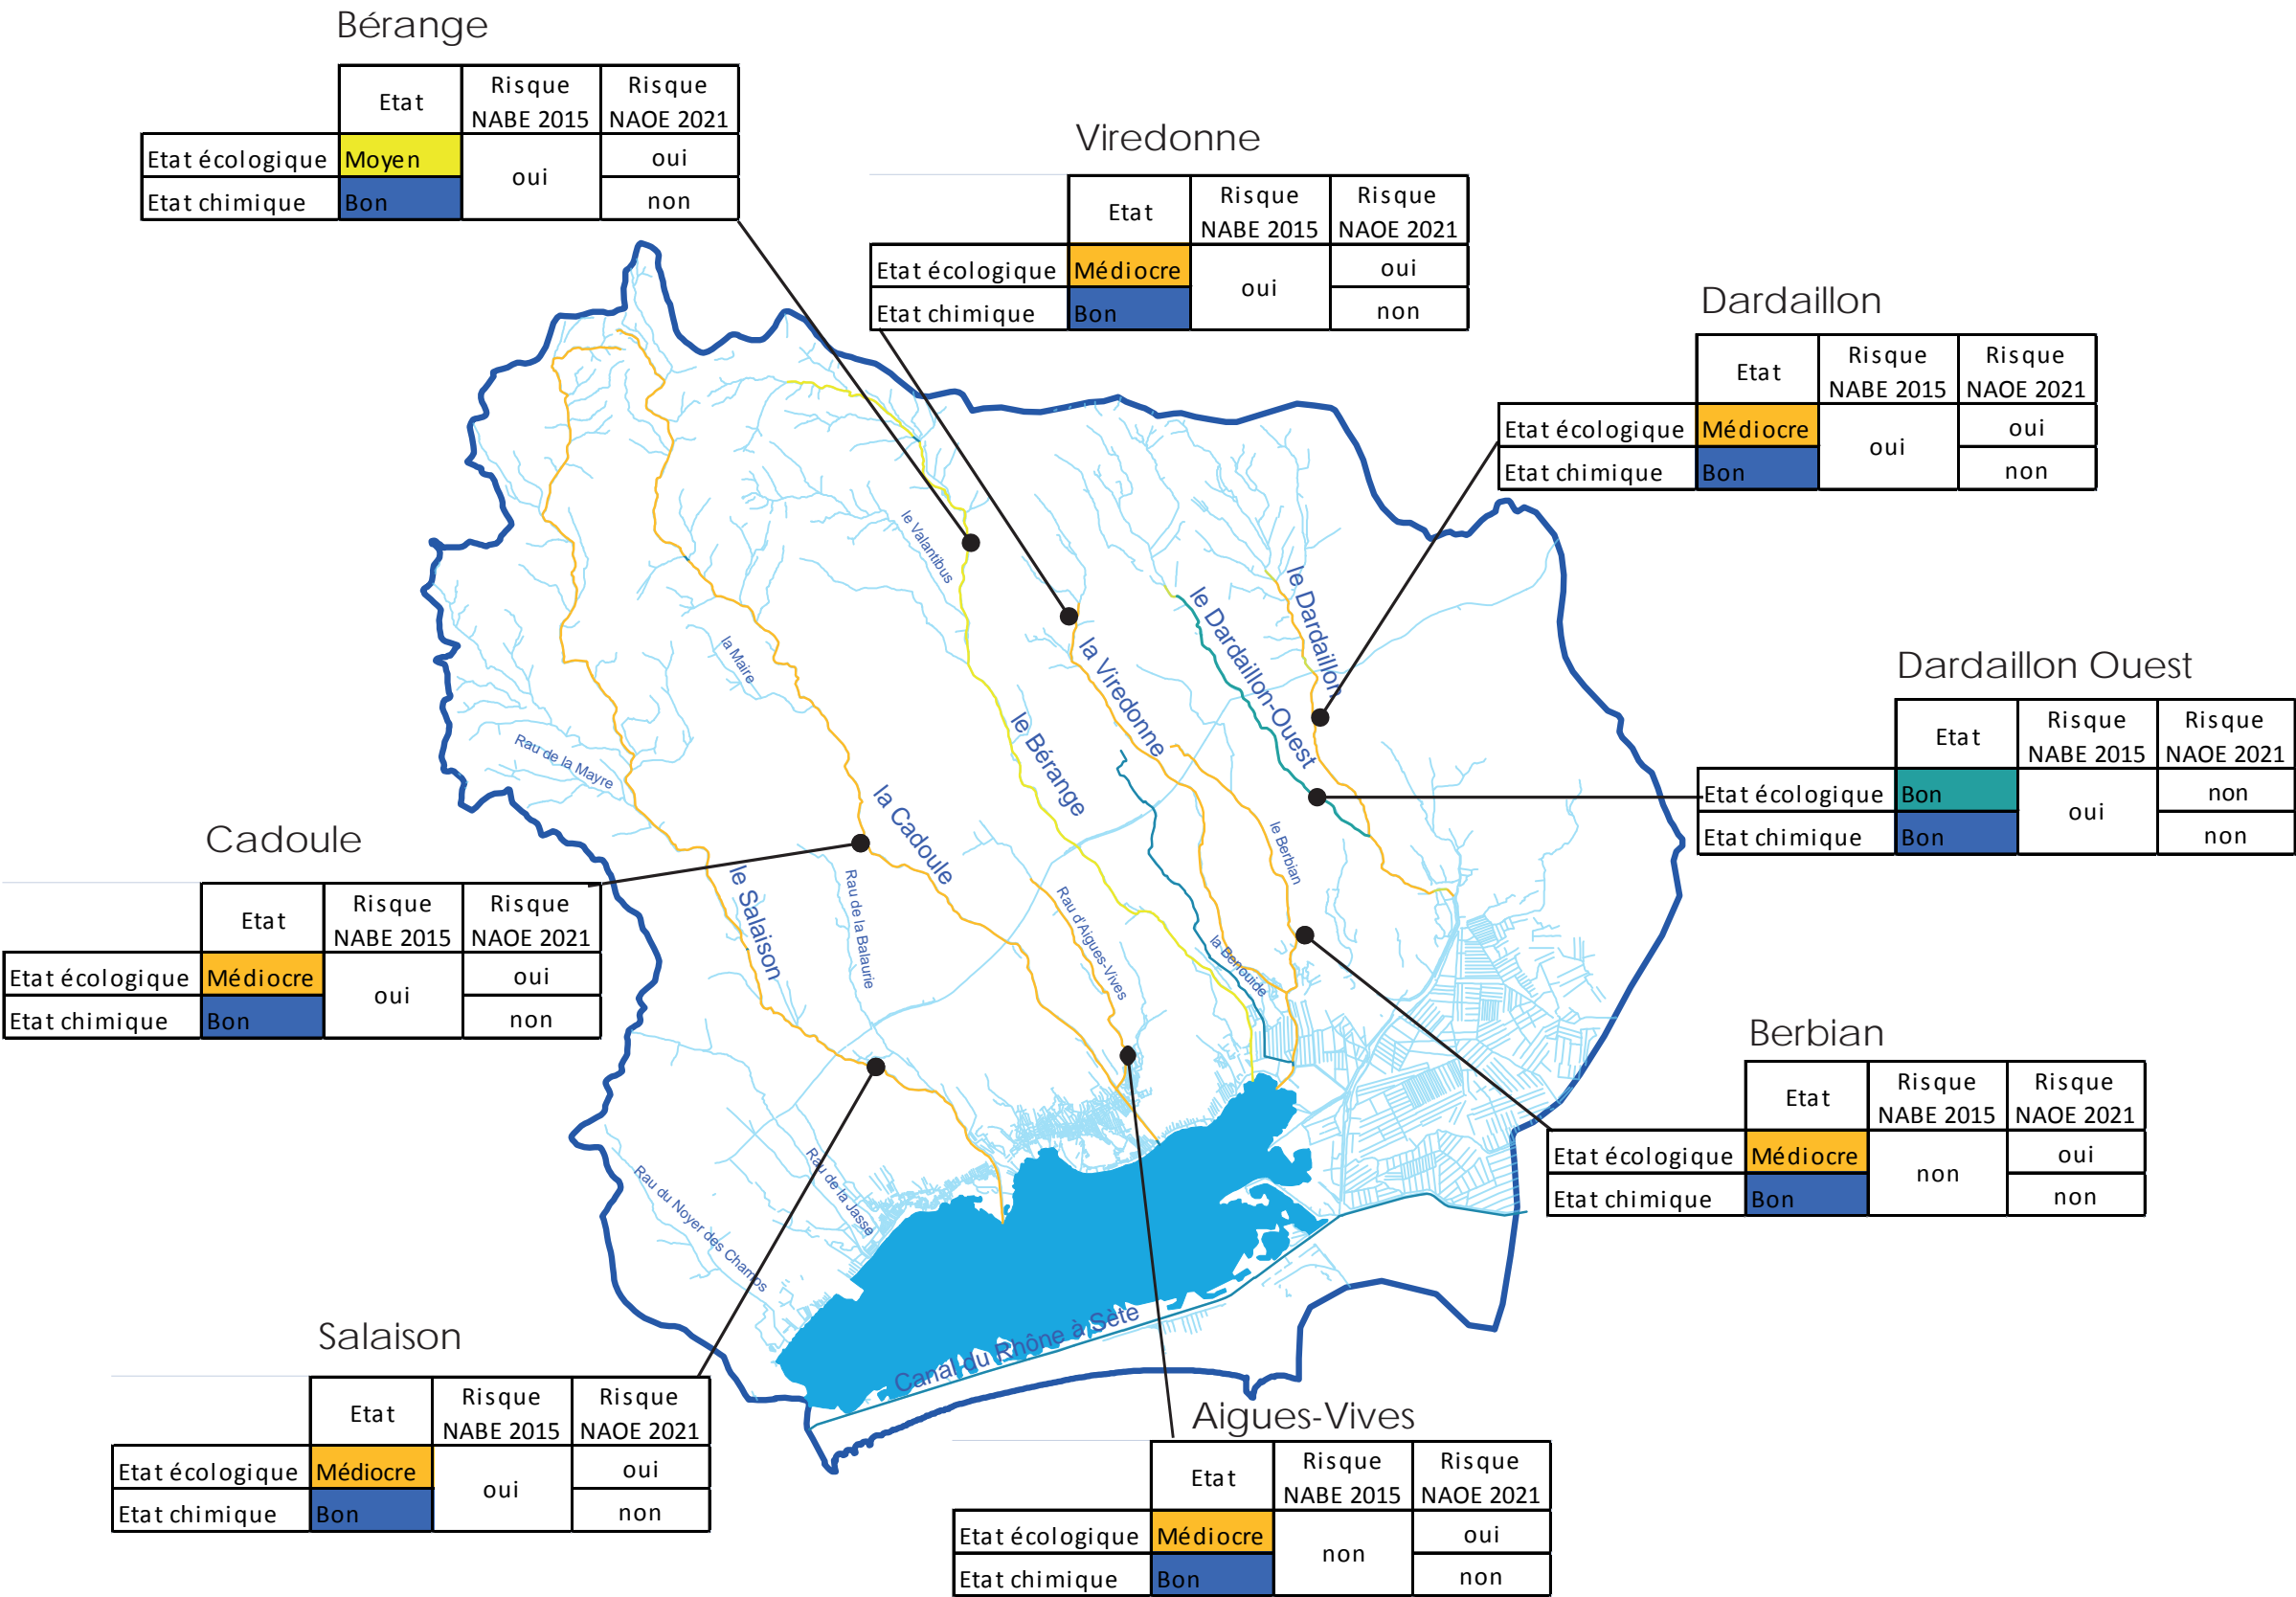 Bérange
Etat Risque NABE 2015 Risque NAOE 2021
Etat écologique Moyen oui oui
Etat chimique Bon non
Viredonne
Etat Risque NABE 2015 Risque NAOE 2021
Etat écologique Médiocre oui oui
Etat chimique Bon non
Dardaillon
Etat Risque NABE 2015 Risque NAOE 2021
Etat écologique Médiocre oui oui
Etat chimique Bon non
Dardaillon Ouest
Etat Risque NABE 2015 Risque NAOE 2021
Etat écologique Bon oui non
Etat chimique Bon non
Cadoule
Etat Risque NABE 2015 Risque NAOE 2021
Etat écologique Médiocre oui oui
Etat chimique Bon non
Berbian
Etat Risque NABE 2015 Risque NAOE 2021
Etat écologique Médiocre non oui
Etat chimique Bon non
Salaison
Etat Risque NABE 2015 Risque NAOE 2021
Etat écologique Médiocre oui oui
Etat chimique Bon non
Aigues-Vives
Etat Risque NABE 2015 Risque NAOE 2021
Etat écologique Médiocre non oui
Etat chimique Bon non
le Valantibus
le Dardaillon
le Dardaillon-Ouest
la Viredonne
la Maire
le Bérange
Rau de la Mayre
la Cadoule
le Berbian
le Salaison
Rau de la Balaurie
Rau d'Aigues-Vives
la Benouide
Rau de la Jasse
Rau du Noyer des Champs
Canal du Rhône à Sète